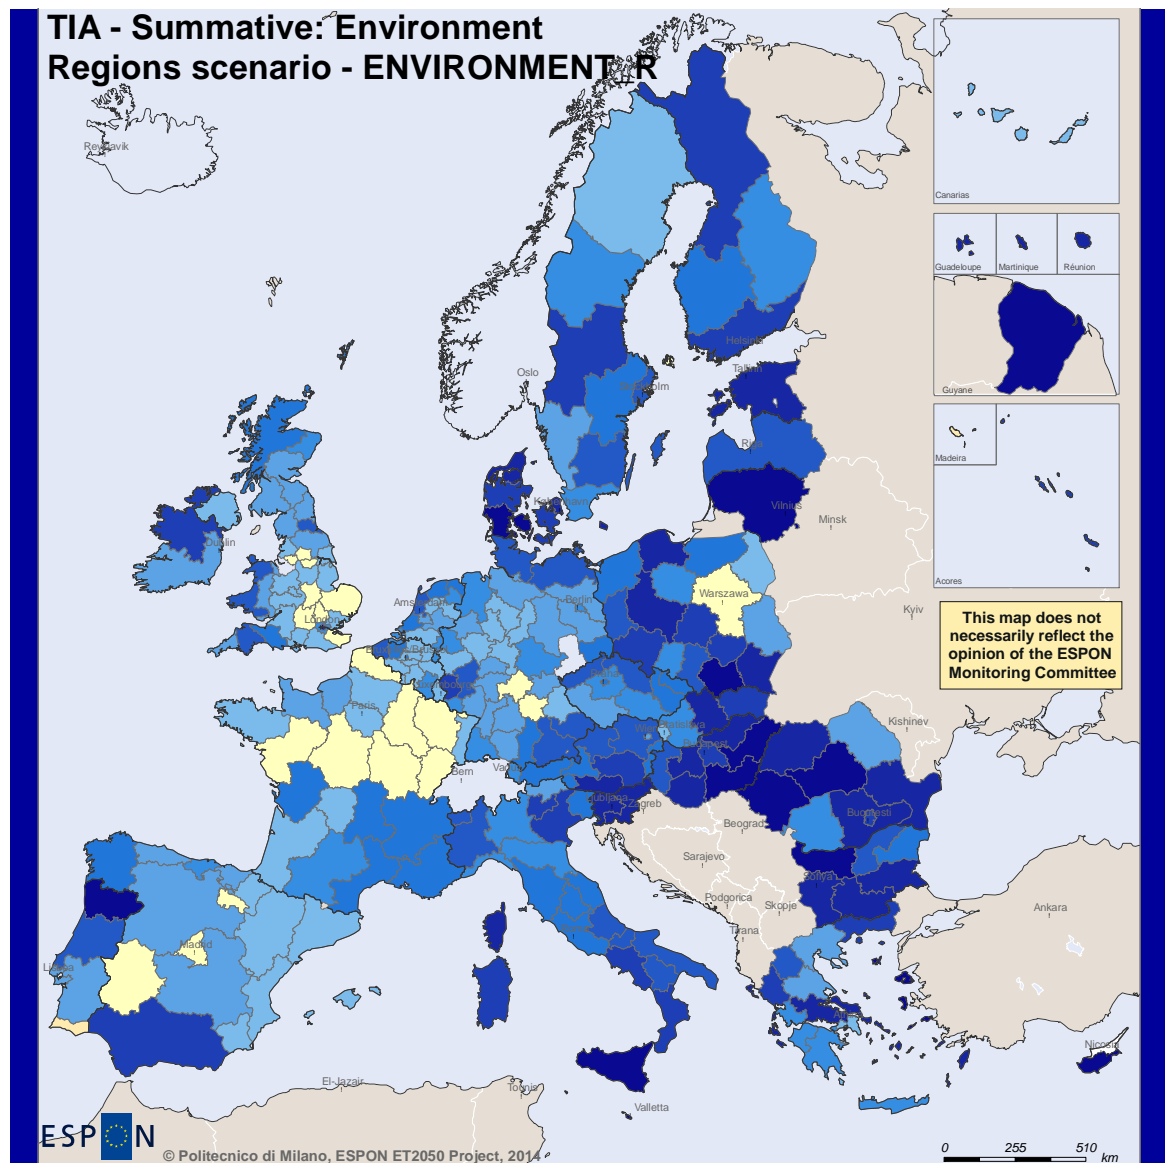 TIA - Summative: Environment
Regions scenario - ENVIRONMENT_R
Reykjavik
Canarias
Guadeloupe
Martinique
Réunion
Guyane
Madeira
Acores
Oslo
Helsinki
Tallinn
Stockholm
Riga
Vilnius
Minsk
Dublin
London
Berlin
Warszawa
Kyiv
This map does not
necessarily reflect the
opinion of the ESPON
Monitoring Committee
Paris
Bratislava
Budapest
Kishinev
Bern
Ljubljana
Zagreb
Beograd
Bucuresti
Sarajevo
Sofiya
Podgorica
Skopje
Tirana
Ankara
Madrid
Nicosia
El-Jazair
Tounis
Valletta
ESPON
© Politecnico di Milano, ESPON ET2050 Project, 2014
0 255 510
km